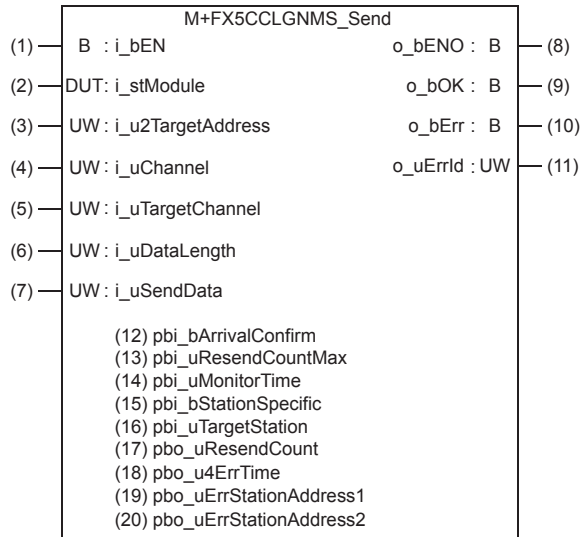 M+FX5CCLGNMS_Send
(1) B : i_bEN o_bENO : B (8)
(2) DUT: i_stModule o_bOK : B (9)
(3) UW : i_u2TargetAddress o_bErr : B (10)
(4) UW : i_uChannel o_uErrId : UW (11)
(5) UW : i_uTargetChannel
(6) UW : i_uDataLength
(7) UW : i_uSendData
(12) pbi_bArrivalConfirm
(13) pbi_uResendCountMax
(14) pbi_uMonitorTime
(15) pbi_bStationSpecific
(16) pbi_uTargetStation
(17) pbo_uResendCount
(18) pbo_u4ErrTime
(19) pbo_uErrStationAddress1
(20) pbo_uErrStationAddress2